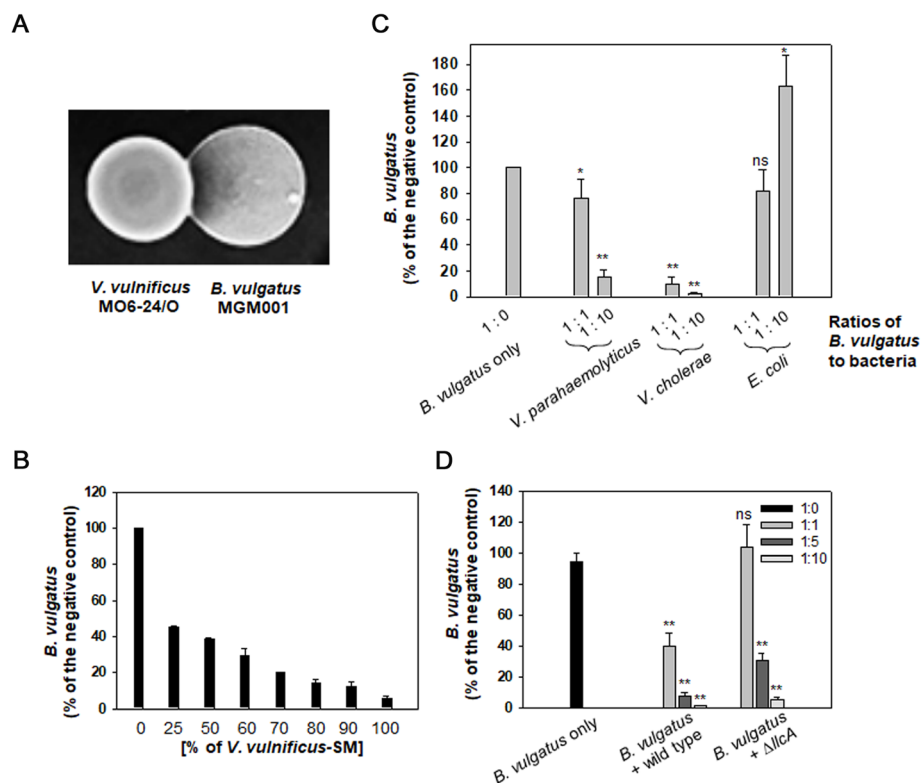 A
V. vulnificus
MO6-24/O
B. vulgatus
MGM001
C
B. vulgatus
(% of the negative control)
180
160
140
120
100
80
60
40
20
0
*
**
**
**
ns
*
1 : 0
1 : 1
1 : 10
1 : 1
1 : 10
1 : 1
1 : 10
Ratios of
B. vulgatus
to bacteria
B. vulgatus only
V. parahaemolyticus
V. cholerae
E. coli
B
B. vulgatus
(% of the negative control)
120
100
80
60
40
20
0
0 25 50 60 70 80 90 100
[% of V. vulnificus-SM]
D
B. vulgatus
(% of the negative control)
140
120
100
80
60
40
20
0
**
**
**
ns
**
**
1:0
1:1
1:5
1:10
B. vulgatus only
B. vulgatus
+ wild type
B. vulgatus
+ ΔllcA